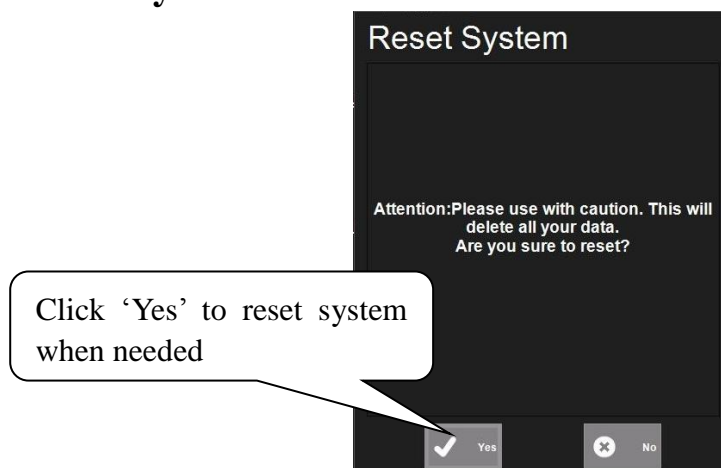 Reset System
Attention:Please use with caution. This will
delete all your data.
Are you sure to reset?
Click ‘Yes’ to reset system
when needed
Yes
No